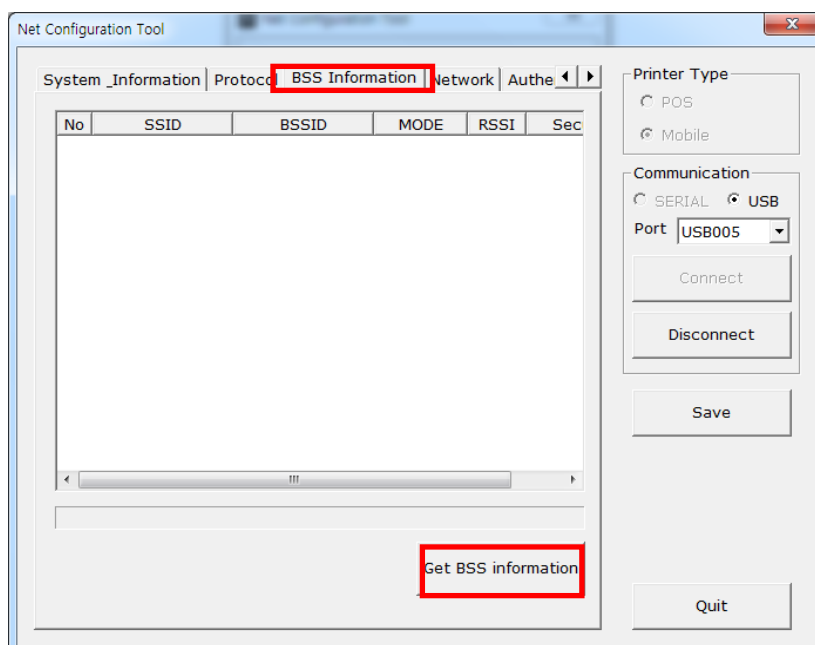 Net Configuration Tool
System _Information Protocol BSS Information Network Authe
No SSID BSSID MODE RSSI Sec
Printer Type
POS
Mobile
Communication
SERIAL USB
Port USB005
Connect
Disconnect
Save
Get BSS information
Quit